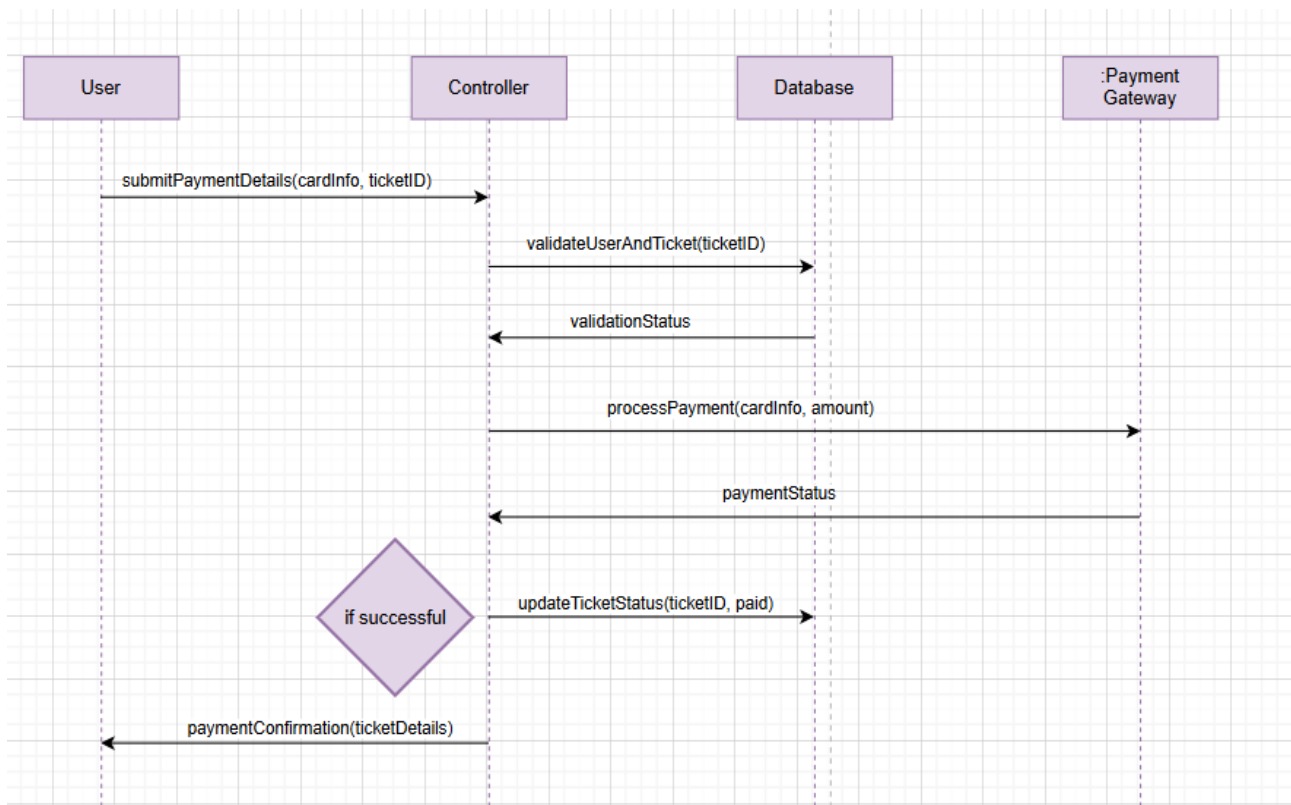 User
Controller
Database
:Payment
Gateway
submitPaymentDetails(cardInfo, ticketID)
validateUserAndTicket(ticketID)
validationStatus
processPayment(cardInfo, amount)
paymentStatus
if successful
updateTicketStatus(ticketID, paid)
paymentConfirmation(ticketDetails)